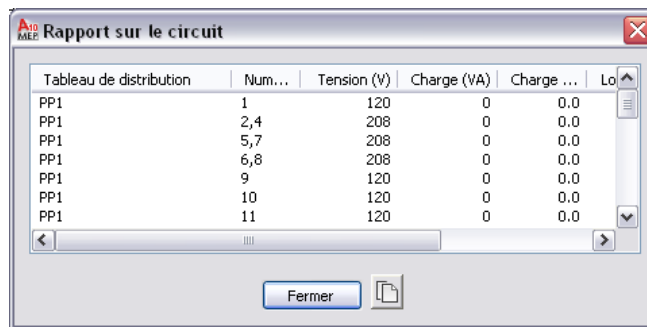 A10 MEP Rapport sur le circuit
Tableau de distribution Num... Tension (V) Charge (VA) Charge ... Lo
PP1 1 120 0 0.0
PP1 2,4 208 0 0.0
PP1 5,7 208 0 0.0
PP1 6,8 208 0 0.0
PP1 9 120 0 0.0
PP1 10 120 0 0.0
PP1 11 120 0 0.0
Fermer